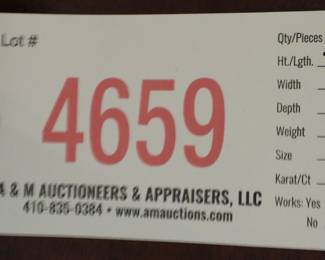 Lot #
4659
A & M AUCTIONEERS & APPRAISERS, LLC
410-835-0384 • www.amauctions.com
Qty/Pieces
Ht./Lgth.
Width
Depth
Weight
Size
Karat/Ct
Works: Yes
No